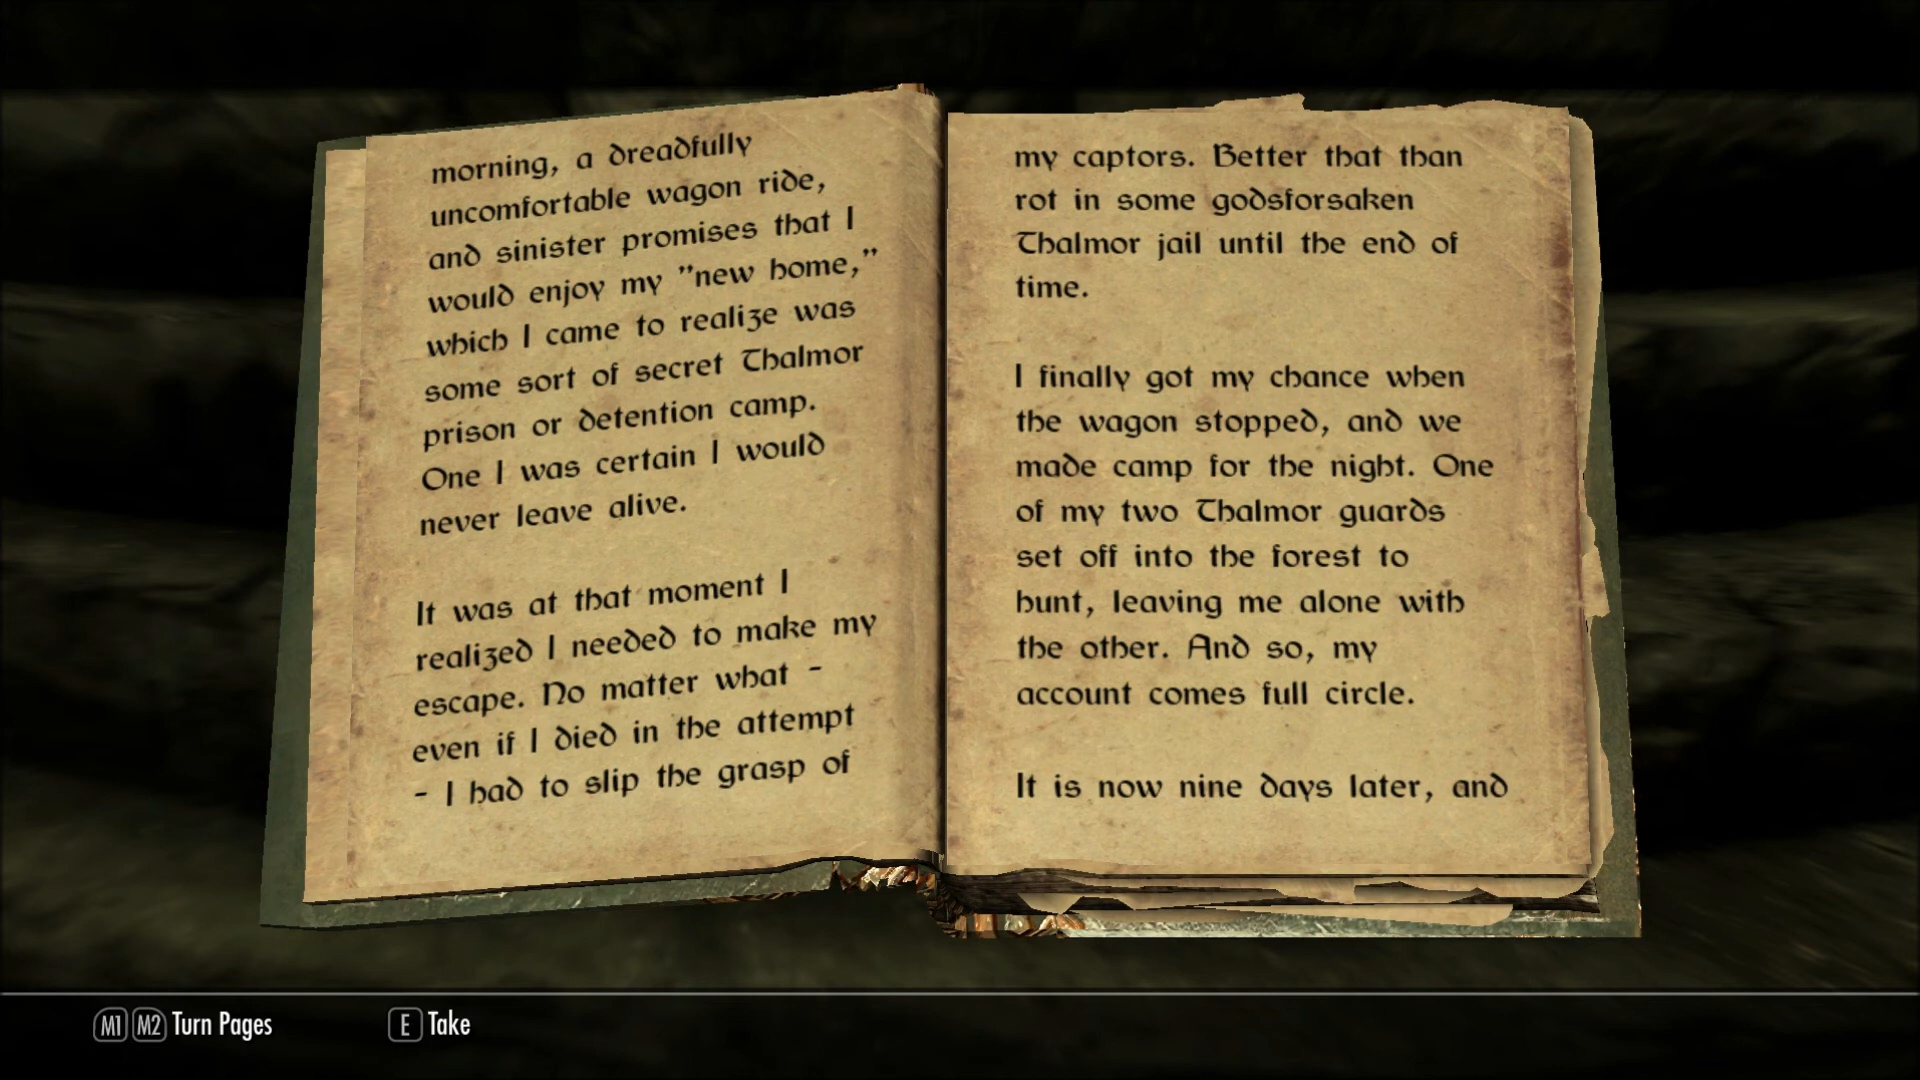 morning, a dreadfully
uncomfortable wagon ride,
and sinister promises that I
would enjoy my "new home,"
which I came to realize was
some sort of secret Thalmor
prison or detention camp.
One I was certain I would
never leave alive.
It was at that moment I
realized I needed to make my
escape. No matter what -
even if I died in the attempt
- I had to slip the grasp of
my captors. Better that than
rot in some godsforsaken
Thalmor jail until the end of
time.
I finally got my chance when
the wagon stopped, and we
made camp for the night. One
of my two Thalmor guards
set off into the forest to
hunt, leaving me alone with
the other. And so, my
account comes full circle.
It is now nine days later, and
M1 M2 Turn Pages
E Take